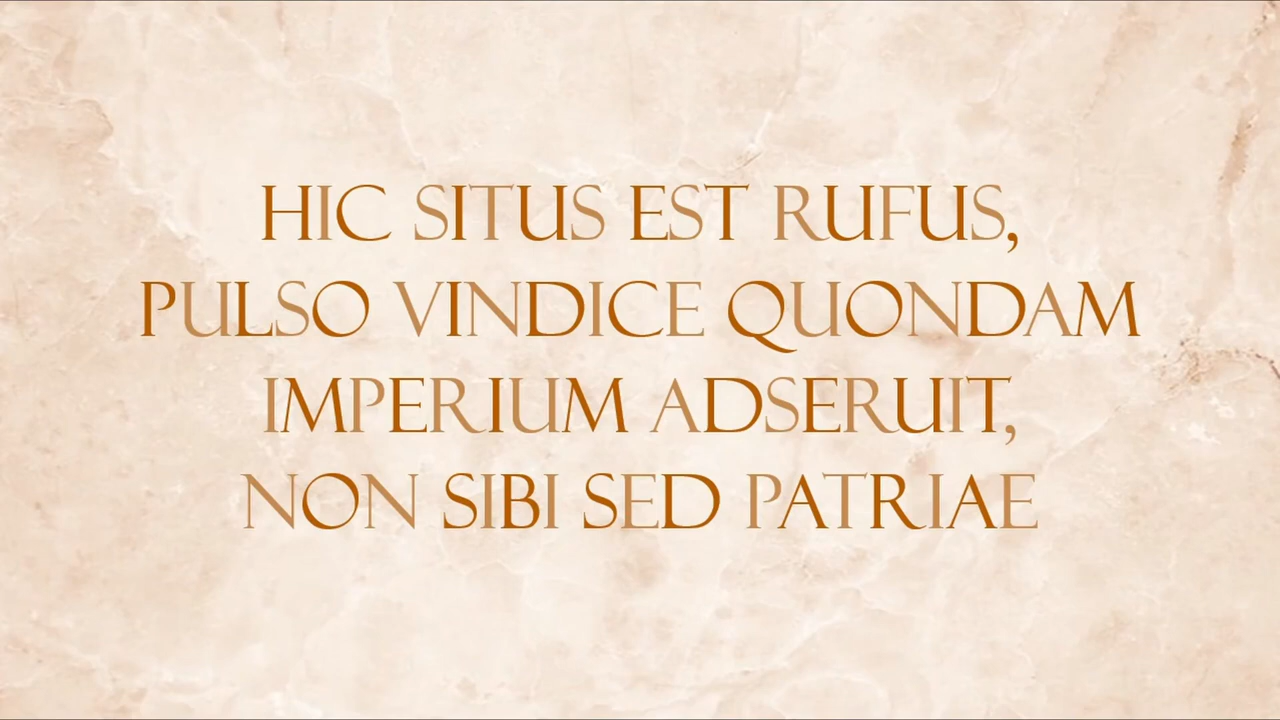 HIC SITUS EST RUFUS,
PULSO VINDICE QUONDAM
IMPERIUM ADSERUIT,
NON SIBI SED PATRIAE